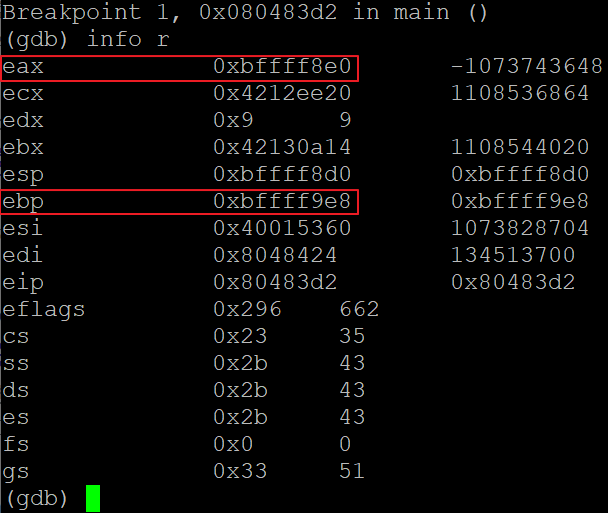 Breakpoint 1, 0x080483d2 in main ()
(gdb) info r
eax 0xbffff8e0 -1073743648
ecx 0x4212ee20 1108536864
edx 0x9 9
ebx 0x42130a14 1108544020
esp 0xbffff8d0 0xbffff8d0
ebp 0xbffff9e8 0xbffff9e8
esi 0x40015360 1073828704
edi 0x8048424 134513700
eip 0x80483d2 0x80483d2
eflags 0x296 662
cs 0x23 35
ss 0x2b 43
ds 0x2b 43
es 0x2b 43
fs 0x0 0
gs 0x33 51
(gdb)